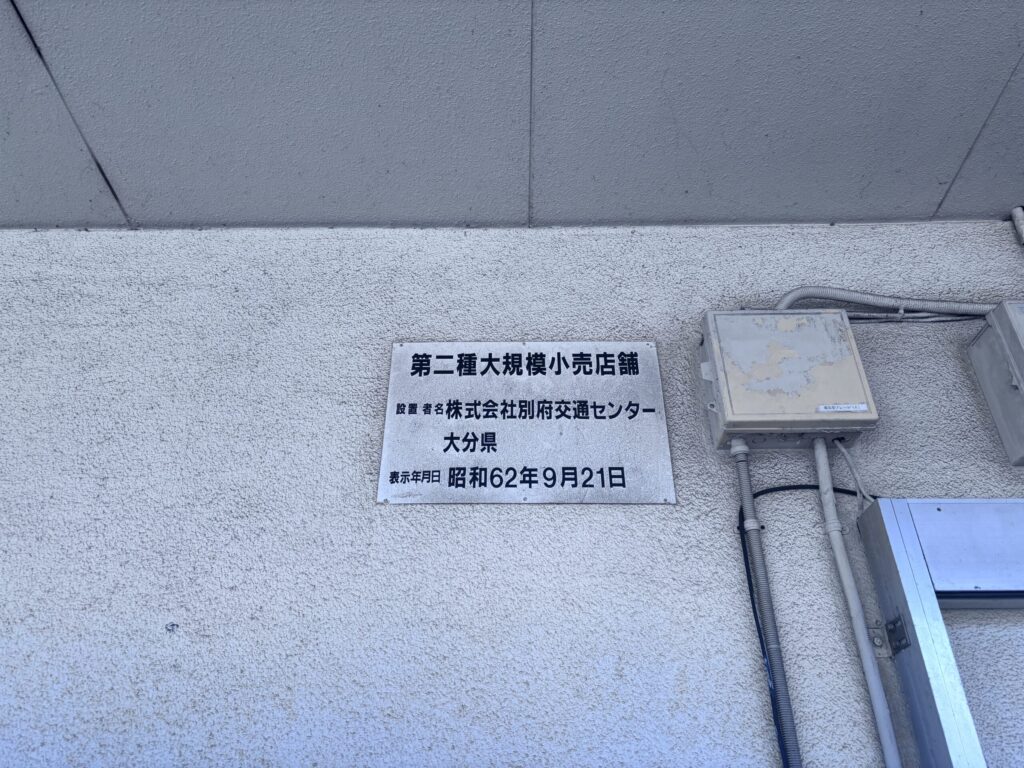 第二種大規模小売店舗
設置者名 株式会社別府交通センター
大分県
表示年月日 昭和62年9月21日